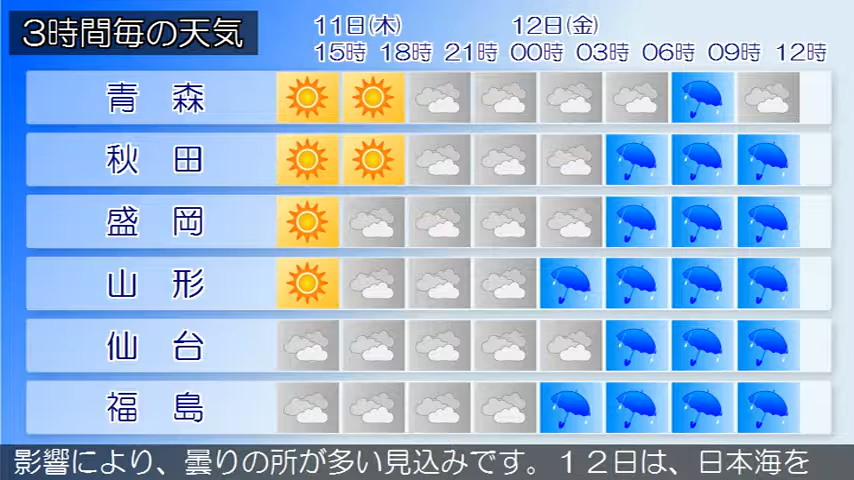 3時間毎の天気
11日(木) 12日(金)
15時 18時 21時 00時 03時 06時 09時 12時
青森
秋田
盛岡
山形
仙台
福島
影響により、曇りの所が多い見込みです。１２日は、日本海を